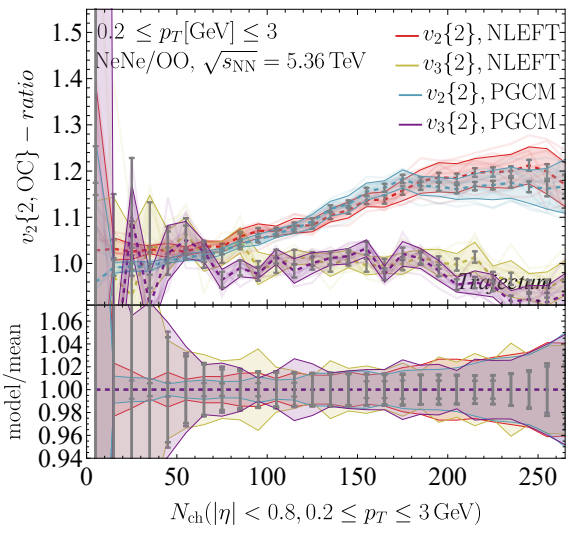 0.2 ≤ p_T[GeV] ≤ 3
NeNe/OO, √s_NN = 5.36 TeV
v_2{2}, NLEFT
v_3{2}, NLEFT
v_2{2}, PGCM
v_3{2}, PGCM
v_2{2, OC} − ratio
1.5
1.4
1.3
1.2
1.1
1.0
Trajectum
model/mean
1.06
1.04
1.02
1.00
0.98
0.96
0.94
0 50 100 150 200 250
N_ch(|η| < 0.8, 0.2 ≤ p_T ≤ 3 GeV)